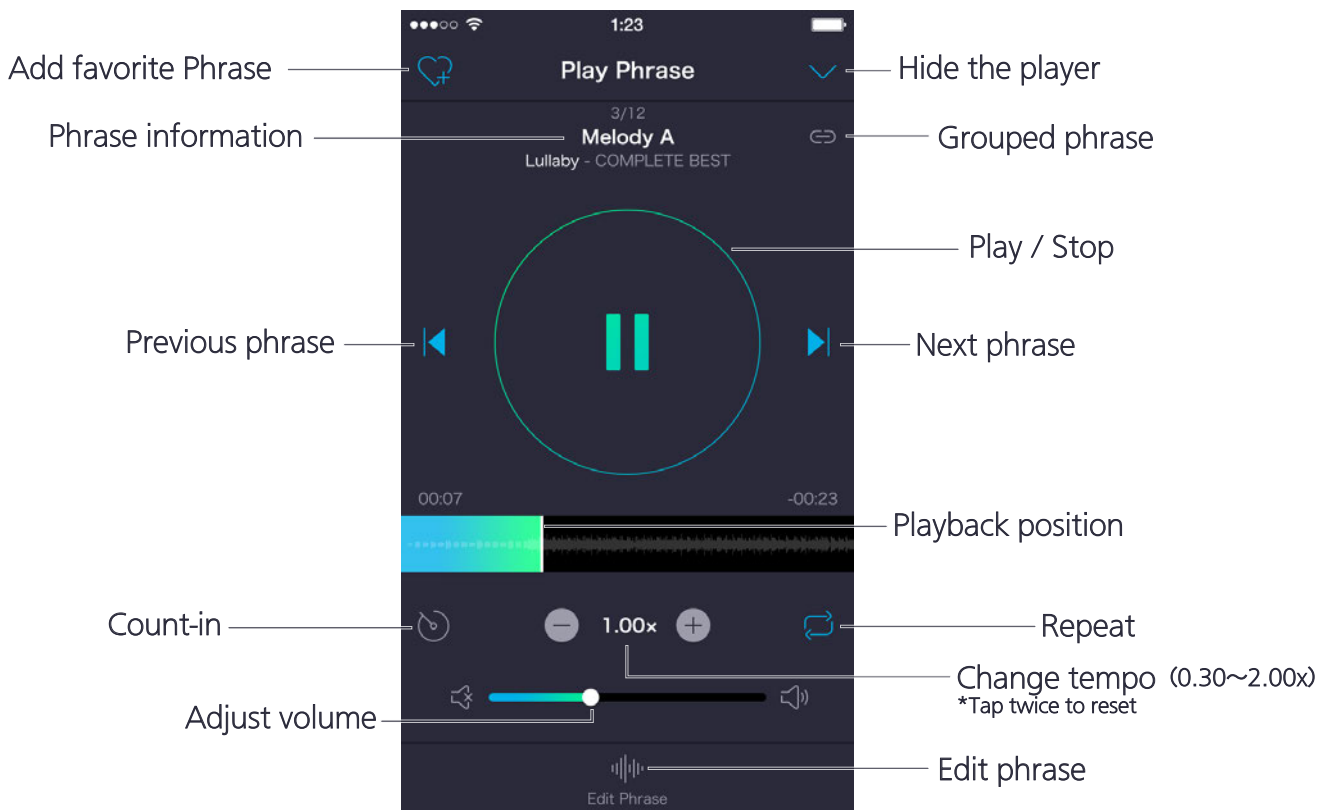 1:23
Add favorite Phrase
Play Phrase
Hide the player
3/12
Phrase information
Melody A
Grouped phrase
Lullaby - COMPLETE BEST
Play / Stop
Previous phrase
Next phrase
00:07
-00:23
Playback position
Count-in
1.00×
Repeat
Change tempo (0.30～2.00x)
*Tap twice to reset
Adjust volume
Edit phrase
Edit Phrase